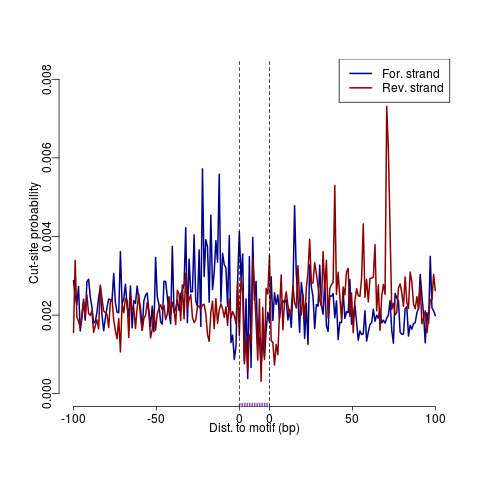 For. strand
Rev. strand
Cut-site probability
0.008
0.006
0.004
0.002
0.000
-100 -50 0 0 50 100
Dist. to motif (bp)